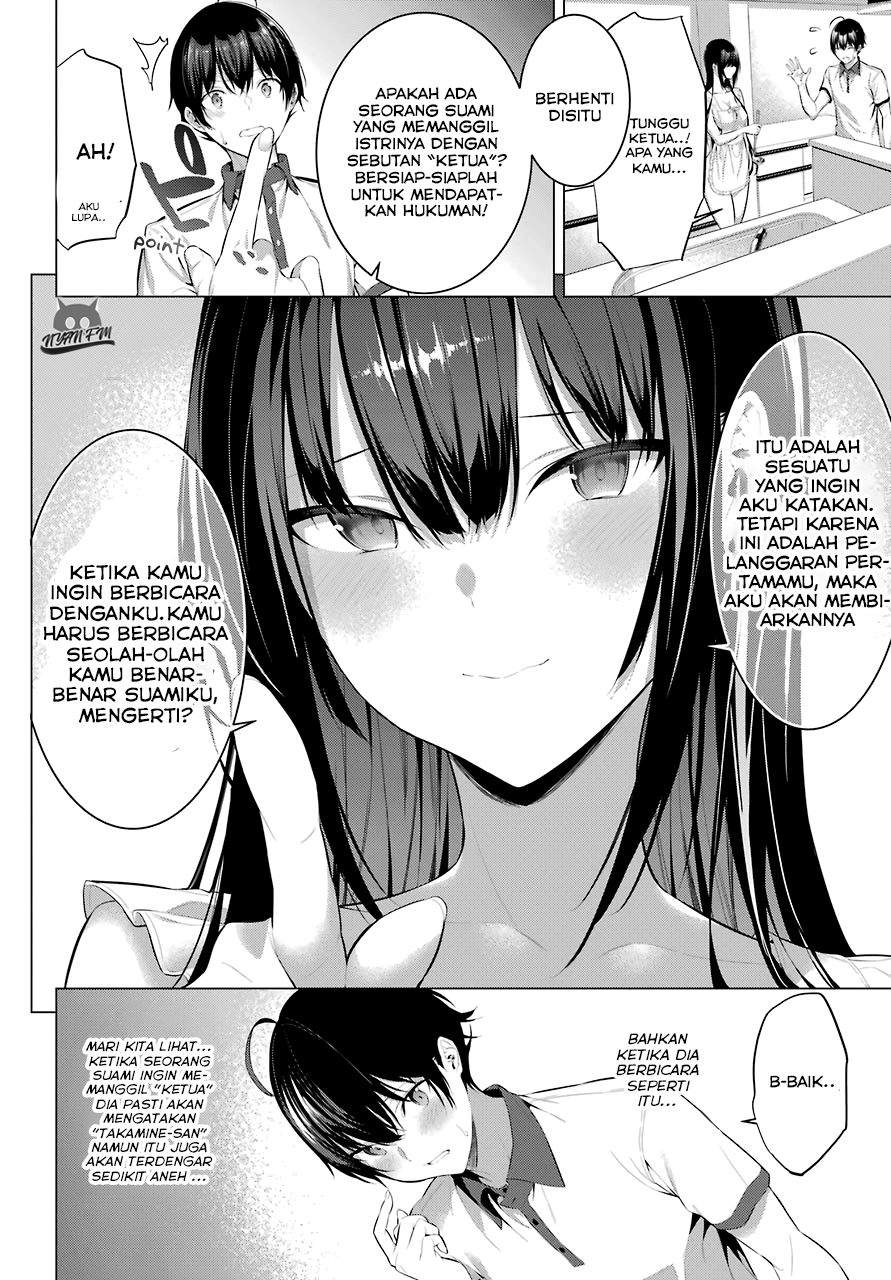 TUNGGU
KETUA..!
APA YANG
KAMU...
BERHENTI
DISITU
APAKAH ADA
SEORANG SUAMI
YANG MEMANGGIL
ISTRINYA DENGAN
SEBUTAN "KETUA"?
BERSIAP-SIAPLAH
UNTUK MENDAPAT-
KAN HUKUMAN!
AH!
AKU
LUPA..
ピ
point
NYAN FM
ITU ADALAH
SESUATU
YANG INGIN
AKU KATAKAN.
TETAPI KARENA
INI ADALAH PE-
LANGGARAN PER-
TAMAMU, MAKA
AKU AKAN MEMBI-
ARKANNYA
KETIKA KAMU
INGIN BERBICARA
DENGANKU.KAMU
HARUS BERBICARA
SEOLAH-OLAH
KAMU BENAR-
BENAR SUAMIKU,
MENGERTI?
B-BAIK..
BAHKAN
KETIKA DIA
BERBICARA
SEPERTI
ITU...
MARI KITA LIHAT...
KETIKA SEORANG
SUAMI INGIN ME-
MANGGIL "KETUA"
DIA PASTI AKAN
MENGATAKAN
"TAKAMINE-SAN"
NAMUN ITU JUGA
AKAN TERDENGAR
SEDIKIT ANEH ...